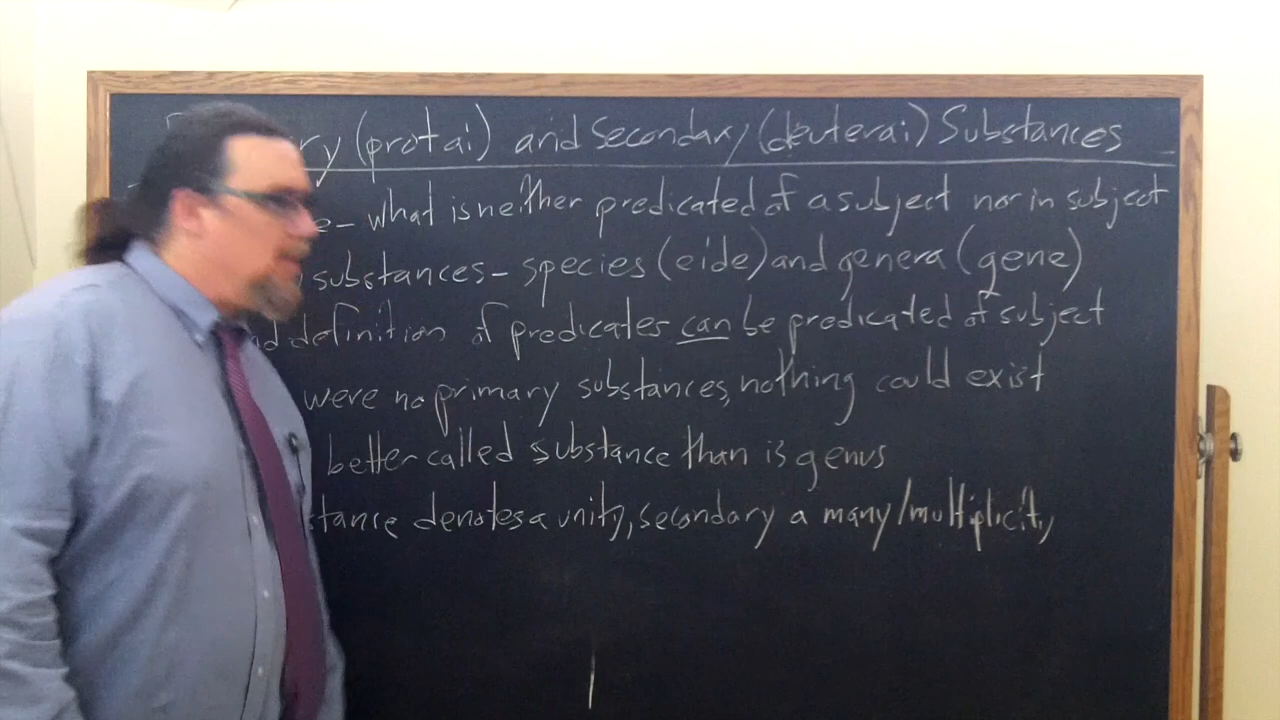 (protai) and Secondary (deuterai) Substances
e - what is neither predicated of a subject nor in subject
substances - species (eide) and genera (gene)
definition of predicates can be predicated of subject
were no primary substances, nothing could exist
better called substance than is genus
stance denotes a unity, secondary a many/multiplicity